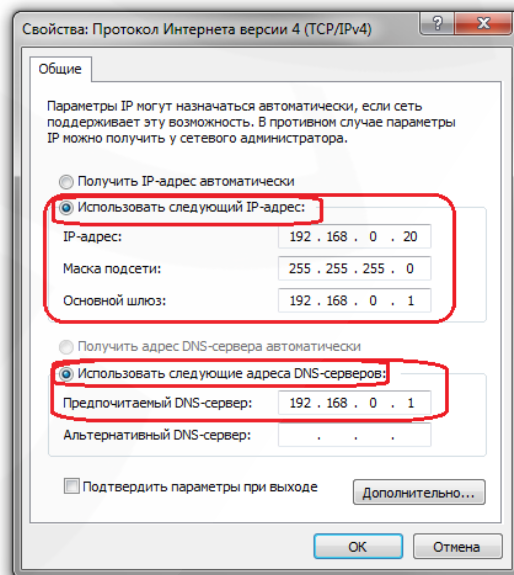 Свойства: Протокол Интернета версии 4 (TCP/IPv4)
?
X
Общие
Параметры IP могут назначаться автоматически, если сеть
поддерживает эту возможность. В противном случае параметры
IP можно получить у сетевого администратора.
Получить IP-адрес автоматически
Использовать следующий IP-адрес:
IP-адрес: 192 . 168 . 0 . 20
Маска подсети: 255 . 255 . 255 . 0
Основной шлюз: 192 . 168 . 0 . 1
Получить адрес DNS-сервера автоматически
Использовать следующие адреса DNS-серверов:
Предпочитаемый DNS-сервер: 192 . 168 . 0 . 1
Альтернативный DNS-сервер: . . .
Подтвердить параметры при выходе
Дополнительно...
ОК
Отмена